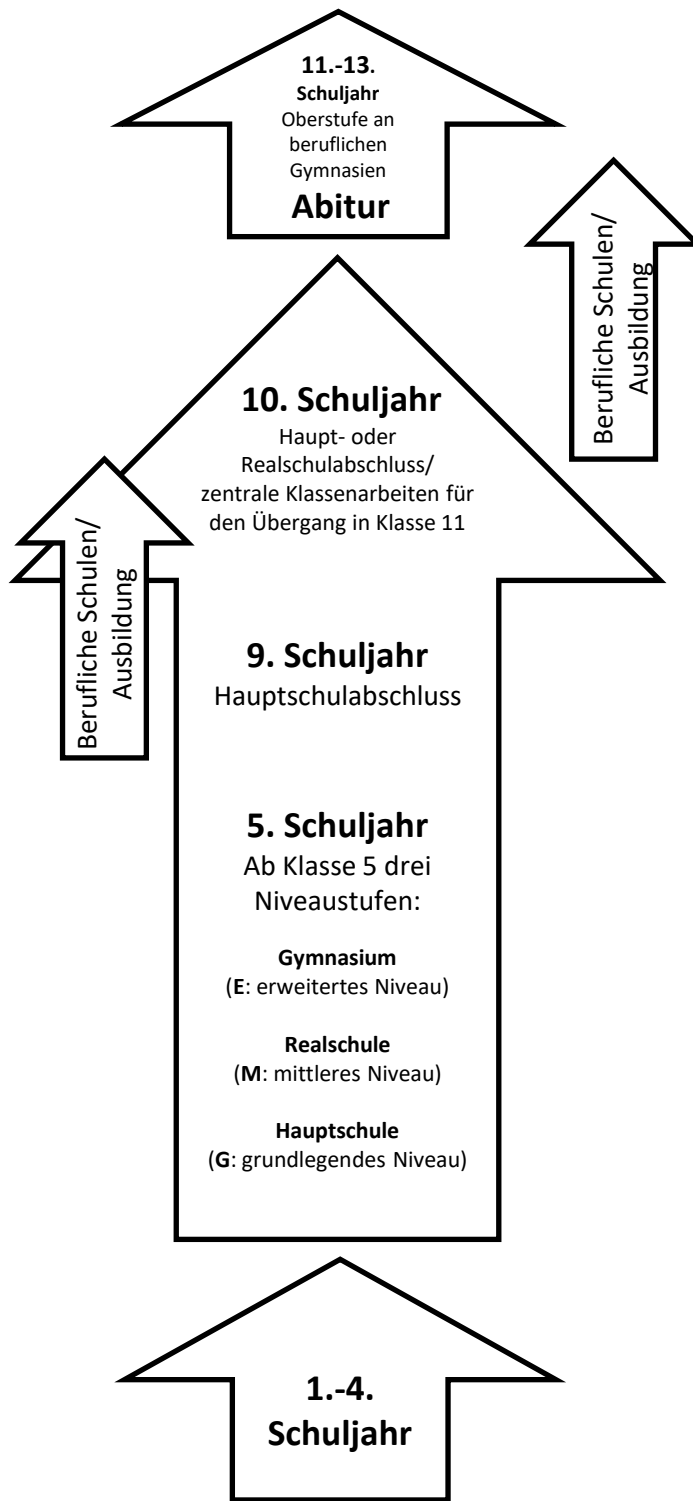 11.-13.
Schuljahr
Oberstufe an
beruflichen
Gymnasien
Abitur
Berufliche Schulen/
Ausbildung
10. Schuljahr
Haupt- oder
Realschulabschluss/
zentrale Klassenarbeiten für
den Übergang in Klasse 11
Berufliche Schulen/
Ausbildung
9. Schuljahr
Hauptschulabschluss
5. Schuljahr
Ab Klasse 5 drei
Niveaustufen:
Gymnasium
(E: erweitertes Niveau)
Realschule
(M: mittleres Niveau)
Hauptschule
(G: grundlegendes Niveau)
1.-4.
Schuljahr